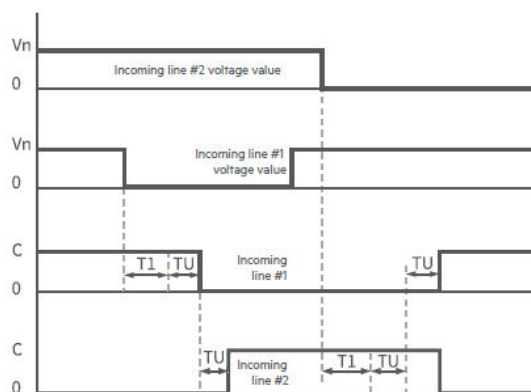 Vn
Incoming line #2 voltage value
0
Vn
Incoming line #1
voltage value
0
C
T1 TU
Incoming
line #1
TU
0
C
TU
Incoming
line #2
T1 TU
0